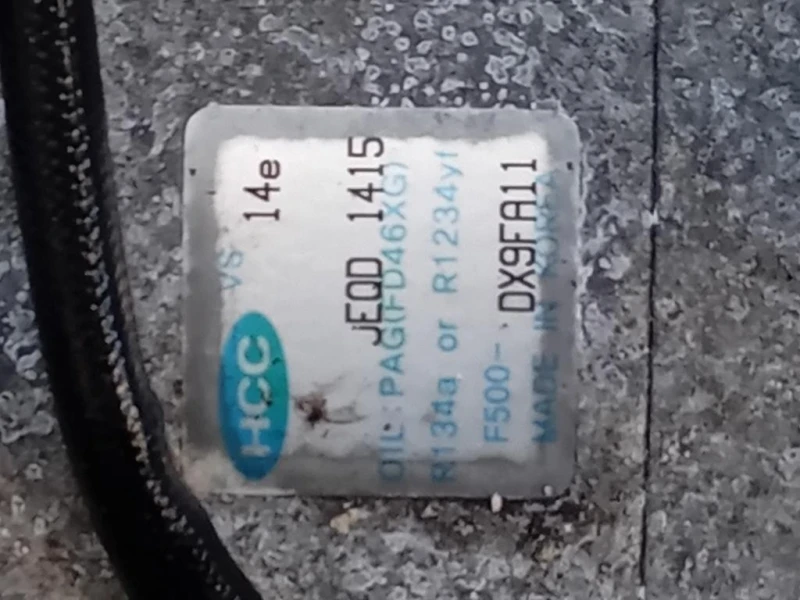 HCC VS 14e
JEQD 1415
OIL:PAG(FD46XG)
R134a or R1234yf
F500-DX9FA11
MADE IN KOREA